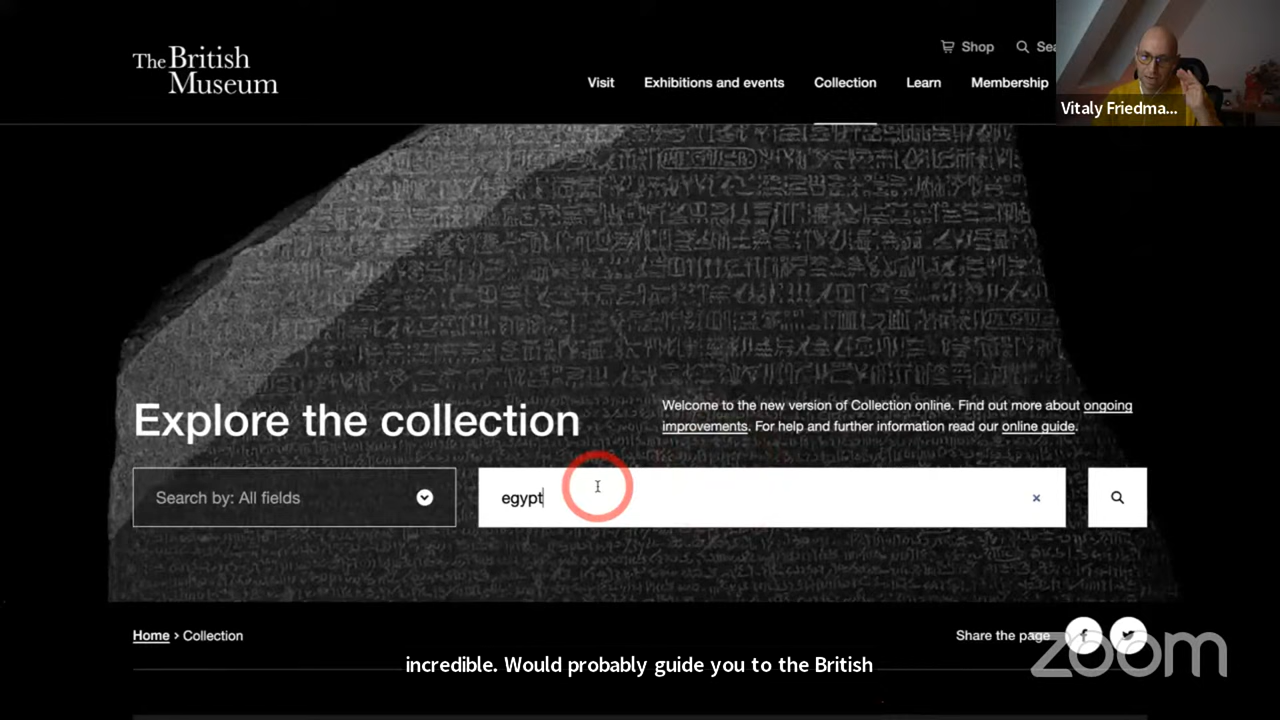 The British
Museum
Shop
Sea
Visit
Exhibitions and events
Collection
Learn
Membership
Vitaly Friedma...
Explore the collection
Welcome to the new version of Collection online. Find out more about ongoing
improvements. For help and further information read our online guide.
Search by: All fields
egypt
Home › Collection
Share the page
incredible. Would probably guide you to the British
zoom